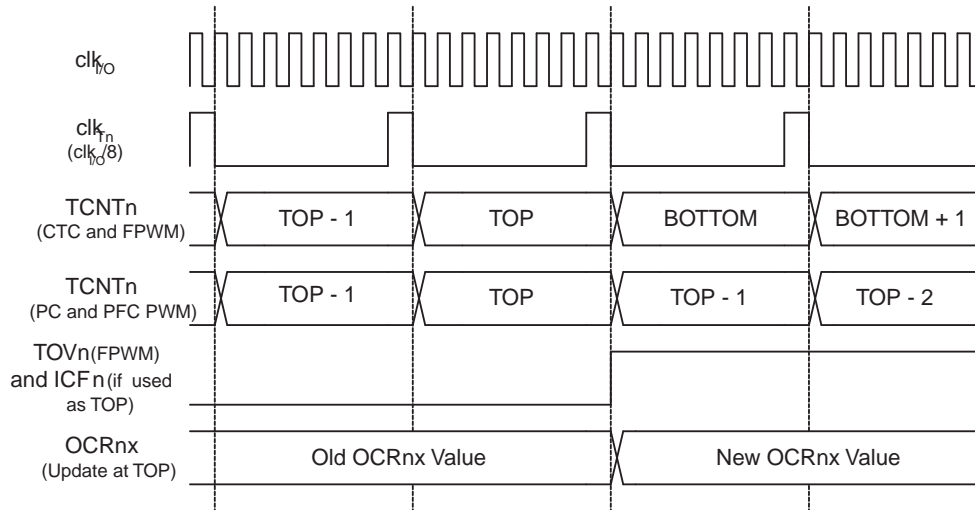 clkI/O
clkTn
(clkI/O/8)
TCNTn
(CTC and FPWM)
TOP - 1
TOP
BOTTOM
BOTTOM + 1
TCNTn
(PC and PFC PWM)
TOP - 1
TOP
TOP - 1
TOP - 2
TOVn(FPWM)
and ICFn(if used
as TOP)
OCRnx
(Update at TOP)
Old OCRnx Value
New OCRnx Value